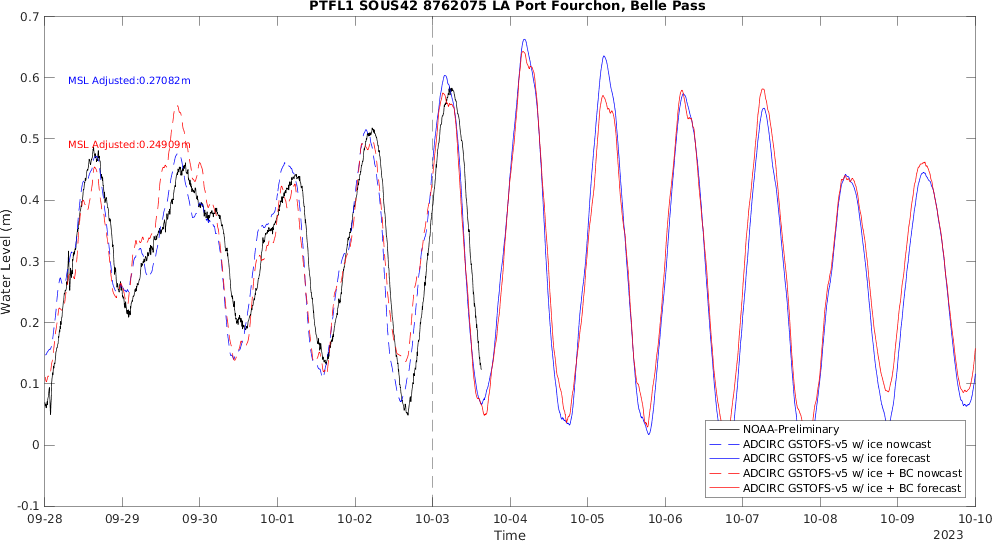 PTFL1 SOUS42 8762075 LA Port Fourchon, Belle Pass
0.7
0.6
0.5
0.4
0.3
0.2
0.1
0
-0.1
Water Level (m)
MSL Adjusted:0.27082m
MSL Adjusted:0.24909m
NOAA-Preliminary
ADCIRC GSTOFS-v5 w/ ice nowcast
ADCIRC GSTOFS-v5 w/ ice forecast
ADCIRC GSTOFS-v5 w/ ice + BC nowcast
ADCIRC GSTOFS-v5 w/ ice + BC forecast
09-28 09-29 09-30 10-01 10-02 10-03 10-04 10-05 10-06 10-07 10-08 10-09 10-10
Time
2023